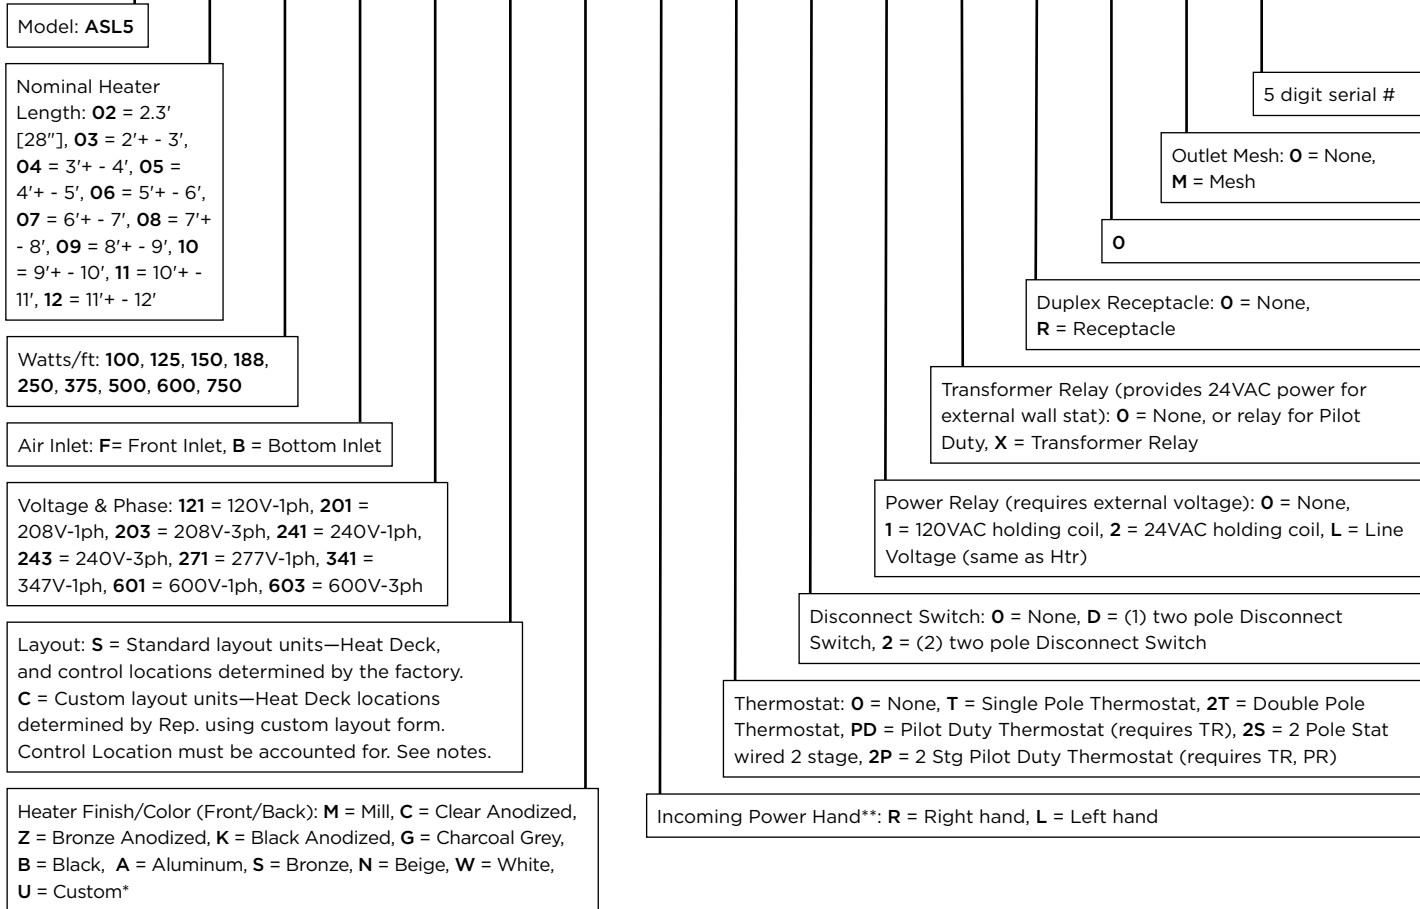 Model: ASL5
Nominal Heater
Length: 02 = 2.3'
[28"], 03 = 2'+ - 3',
04 = 3'+ - 4', 05 =
4'+ - 5', 06 = 5'+ - 6',
07 = 6'+ - 7', 08 = 7'+
- 8', 09 = 8'+ - 9', 10
= 9'+ - 10', 11 = 10'+ -
11', 12 = 11'+ - 12'
Watts/ft: 100, 125, 150, 188,
250, 375, 500, 600, 750
Air Inlet: F= Front Inlet, B = Bottom Inlet
Voltage & Phase: 121 = 120V-1ph, 201 =
208V-1ph, 203 = 208V-3ph, 241 = 240V-1ph,
243 = 240V-3ph, 271 = 277V-1ph, 341 =
347V-1ph, 601 = 600V-1ph, 603 = 600V-3ph
Layout: S = Standard layout units—Heat Deck,
and control locations determined by the factory.
C = Custom layout units—Heat Deck locations
determined by Rep. using custom layout form.
Control Location must be accounted for. See notes.
Heater Finish/Color (Front/Back): M = Mill, C = Clear Anodized,
Z = Bronze Anodized, K = Black Anodized, G = Charcoal Grey,
B = Black, A = Aluminum, S = Bronze, N = Beige, W = White,
U = Custom*
5 digit serial #
Outlet Mesh: 0 = None,
M = Mesh
0
Duplex Receptacle: 0 = None,
R = Receptacle
Transformer Relay (provides 24VAC power for
external wall stat): 0 = None, or relay for Pilot
Duty, X = Transformer Relay
Power Relay (requires external voltage): 0 = None,
1 = 120VAC holding coil, 2 = 24VAC holding coil, L = Line
Voltage (same as Htr)
Disconnect Switch: 0 = None, D = (1) two pole Disconnect
Switch, 2 = (2) two pole Disconnect Switch
Thermostat: 0 = None, T = Single Pole Thermostat, 2T = Double Pole
Thermostat, PD = Pilot Duty Thermostat (requires TR), 2S = 2 Pole Stat
wired 2 stage, 2P = 2 Stg Pilot Duty Thermostat (requires TR, PR)
Incoming Power Hand**: R = Right hand, L = Left hand